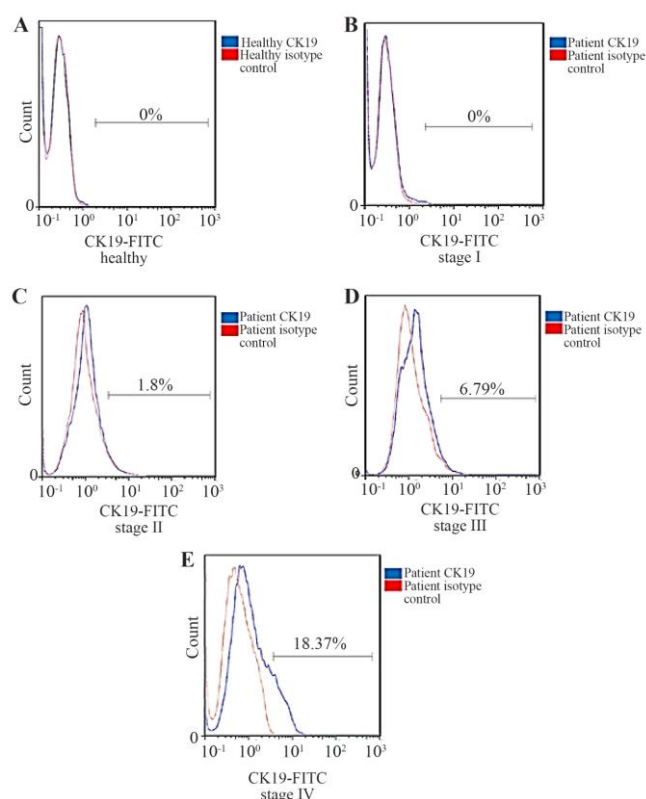 A
Healthy CK19
Healthy isotype
control
0%
Count
0
10-1 100 101 102 103
CK19-FITC
healthy
B
Patient CK19
Patient isotype
control
0%
Count
0
10-1 100 101 102 103
CK19-FITC
stage I
C
Patient CK19
Patient isotype
control
1.8%
Count
0
10-1 100 101 102 103
CK19-FITC
stage II
D
Patient CK19
Patient isotype
control
6.79%
Count
0
10-1 100 101 102 103
CK19-FITC
stage III
E
Patient CK19
Patient isotype
control
18.37%
Count
10-1 100 101 102 103
CK19-FITC
stage IV